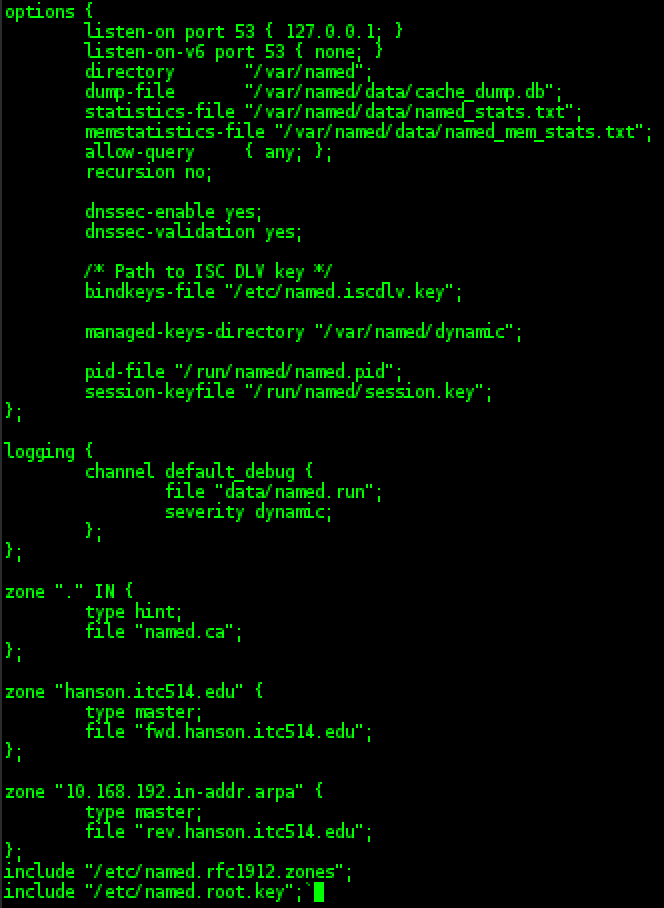 options {
        listen-on port 53 { 127.0.0.1; }
        listen-on-v6 port 53 { none; }
        directory       "/var/named";
        dump-file       "/var/named/data/cache_dump.db";
        statistics-file "/var/named/data/named_stats.txt";
        memstatistics-file "/var/named/data/named_mem_stats.txt";
        allow-query     { any; };
        recursion no;

        dnssec-enable yes;
        dnssec-validation yes;

        /* Path to ISC DLV key */
        bindkeys-file "/etc/named.iscdlv.key";

        managed-keys-directory "/var/named/dynamic";

        pid-file "/run/named/named.pid";
        session-keyfile "/run/named/session.key";
};

logging {
        channel default_debug {
                file "data/named.run";
                severity dynamic;
        };
};

zone "." IN {
        type hint;
        file "named.ca";
};

zone "hanson.itc514.edu" {
        type master;
        file "fwd.hanson.itc514.edu";
};

zone "10.168.192.in-addr.arpa" {
        type master;
        file "rev.hanson.itc514.edu";
};
include "/etc/named.rfc1912.zones";
include "/etc/named.root.key";`